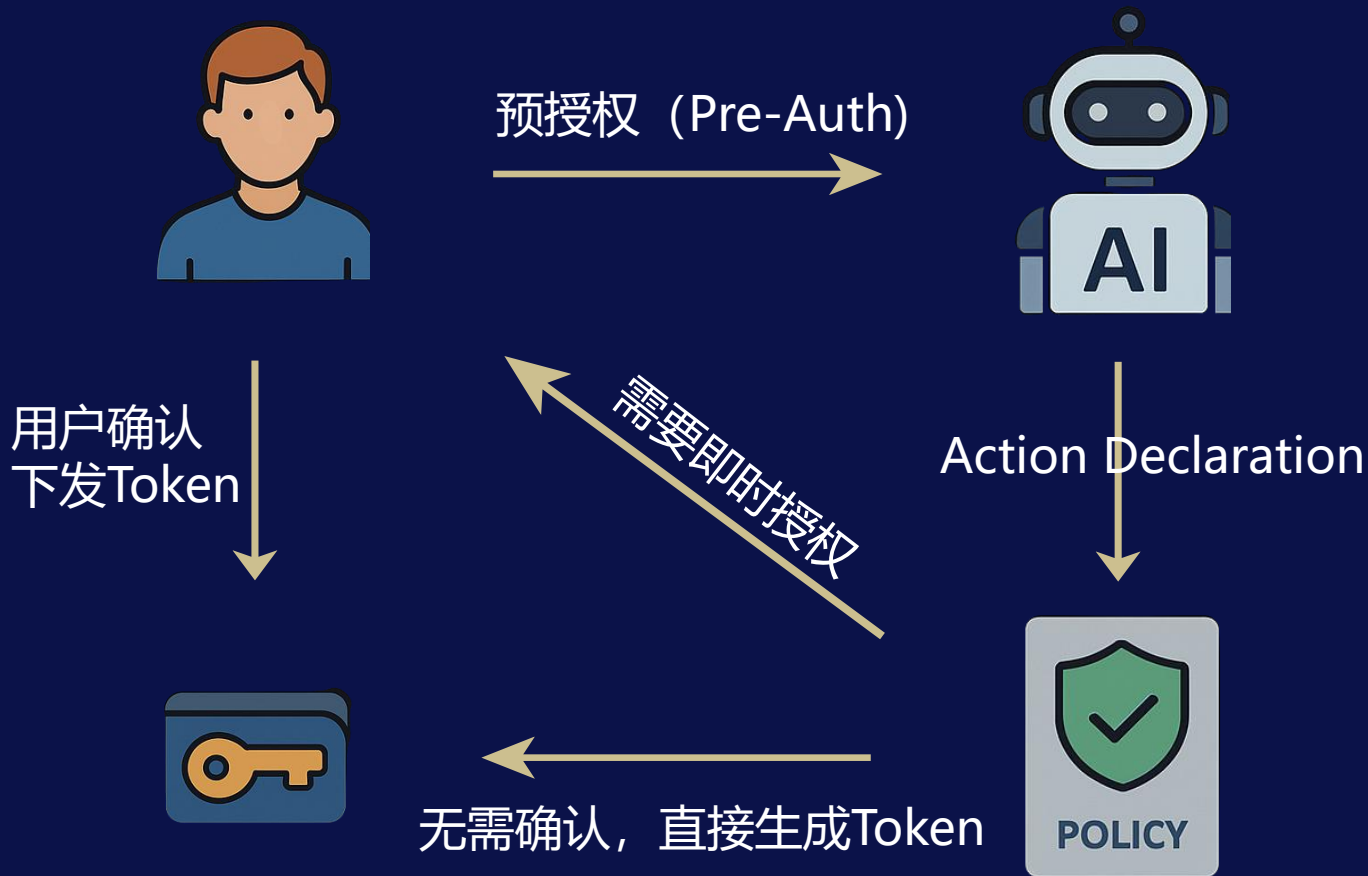 预授权（Pre-Auth)
AI
用户确认
下发Token
需要即时授权
Action Declaration
无需确认，直接生成Token
POLICY